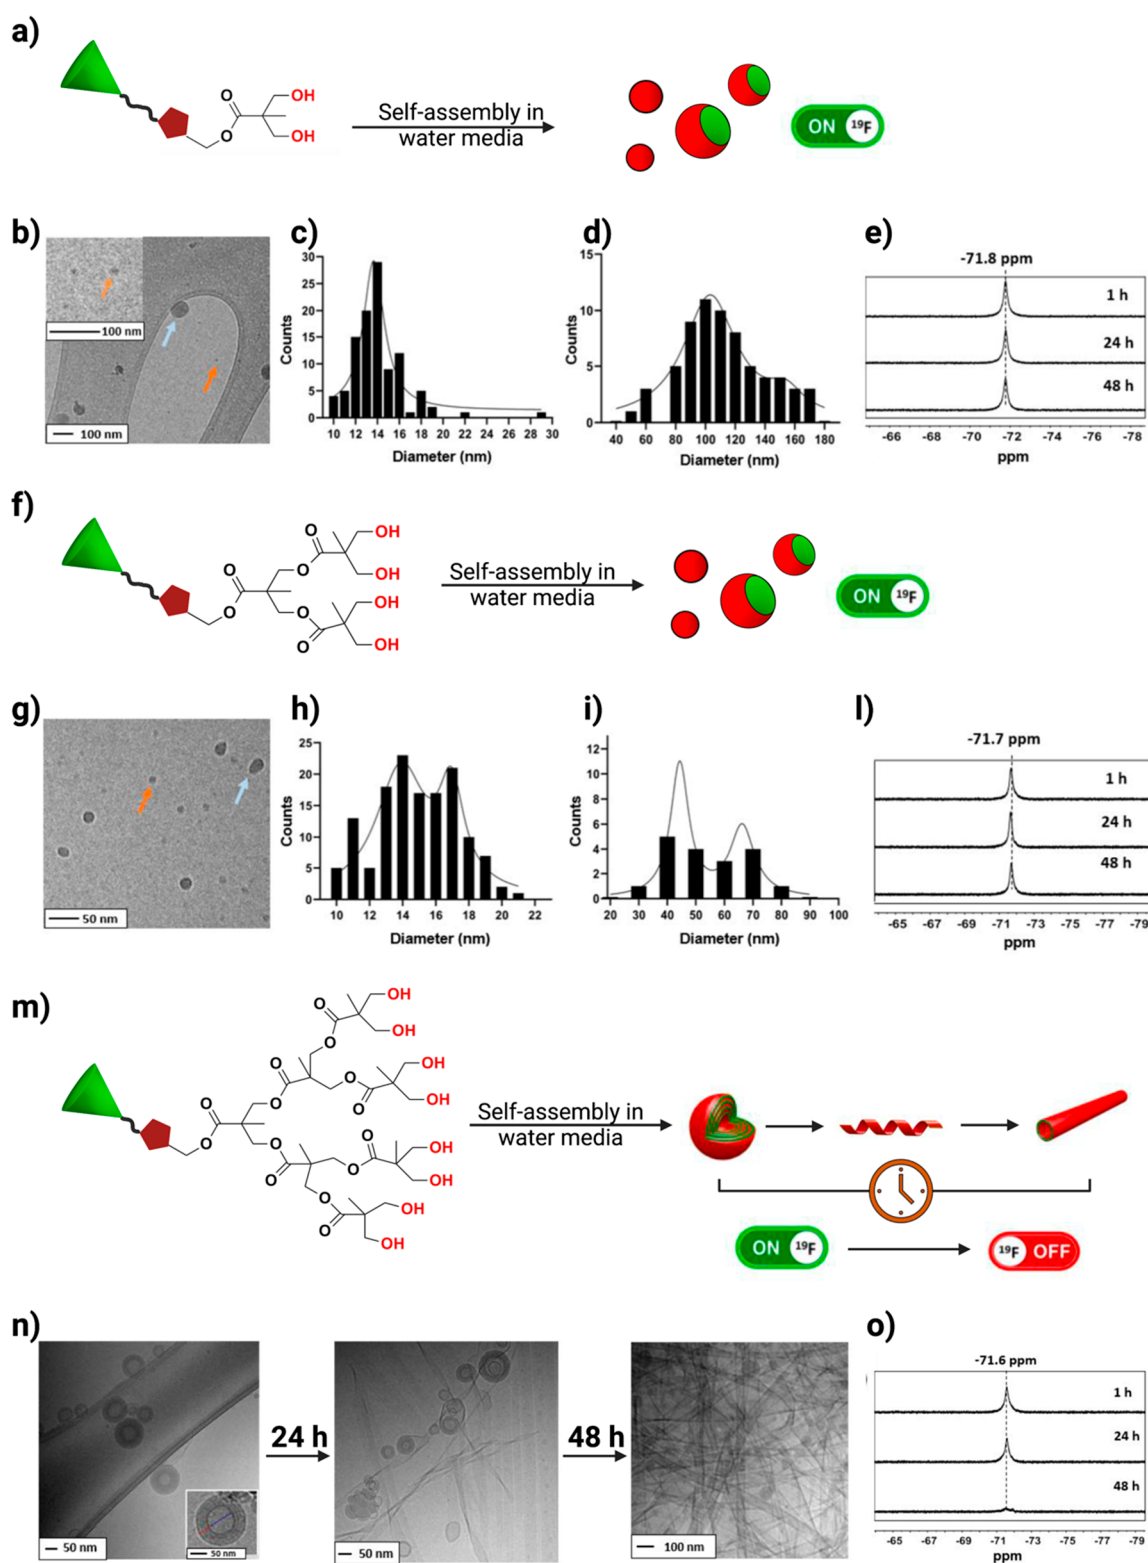 a)
O
OH
O
OH
Self-assembly in
water media
ON 19F
b)
100 nm
100 nm
c)
30
25
20
15
10
5
0
Counts
10 12 14 16 18 20 22 24 26 28 30
Diameter (nm)
d)
15
10
5
0
Counts
40 60 80 100 120 140 160 180
Diameter (nm)
e)
-71.8 ppm
1 h
24 h
48 h
-66 -68 -70 -72 -74 -76 -78
ppm
f)
O
OH
O
OH
O
OH
O
O
O
OH
Self-assembly in
water media
ON 19F
g)
50 nm
h)
25
20
15
10
5
0
Counts
10 12 14 16 18 20 22
Diameter (nm)
i)
12
10
8
6
4
2
0
Counts
20 30 40 50 60 70 80 90 100
Diameter (nm)
l)
-71.7 ppm
1 h
24 h
48 h
-65 -67 -69 -71 -73 -75 -77 -79
ppm
m)
O
OH
OH
O
O
O
O
O
OH
OH
O
O
O
O
O
OH
O
OH
O
O
OH
O
OH
Self-assembly in
water media
ON 19F
19F OFF
n)
50 nm
50 nm
24 h
50 nm
48 h
100 nm
o)
-71.6 ppm
1 h
24 h
48 h
-65 -67 -69 -71 -73 -75 -77 -79
ppm